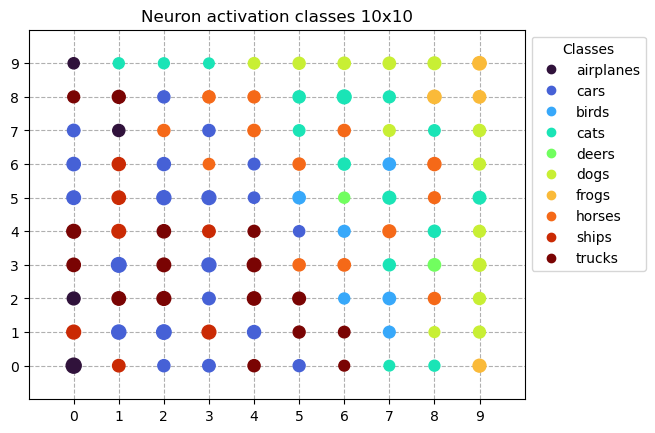 Neuron activation classes 10x10
9
8
7
6
5
4
3
2
1
0
0 1 2 3 4 5 6 7 8 9
Classes
airplanes
cars
birds
cats
deers
dogs
frogs
horses
ships
trucks